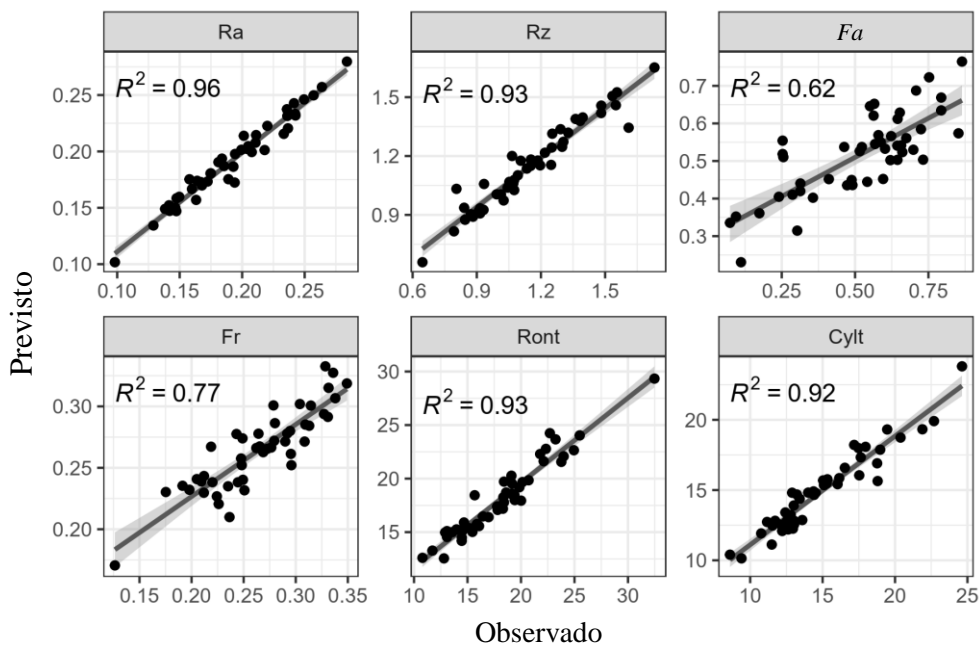 Ra
Rz
Fa
R² = 0.96
R² = 0.93
R² = 0.62
0.25
0.20
0.15
0.10
1.5
1.2
0.9
0.7
0.6
0.5
0.4
0.3
0.10 0.15 0.20 0.25
0.6 0.9 1.2 1.5
0.25 0.50 0.75
Previsto
Fr
Ront
Cylt
R² = 0.77
R² = 0.93
R² = 0.92
0.30
0.25
0.20
30
25
20
15
20
15
10
0.15 0.20 0.25 0.30 0.35
10 15 20 25 30
10 15 20 25
Observado